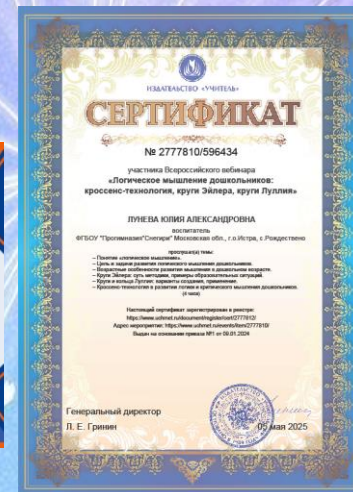 ИЗДАТЕЛЬСТВО «УЧИТЕЛЬ»
СЕРТИФИКАТ
№ 2777810/596434
участника Всероссийского вебинара
«Логическое мышление дошкольников:
кроссенс-технология, круги Эйлера, круги Луллия»
ЛУНЕВА ЮЛИЯ АЛЕКСАНДРОВНА
воспитатель
ФГБОУ "Прогимназия"Снегири" Московская обл., г.о.Истра, с.Рождествено
прослушал(а) темы:
– Понятие «логическое мышление».
– Цель и задачи развития логического мышления дошкольников.
– Возрастные особенности развития мышления в дошкольном возрасте.
– Круги Эйлера: суть методики, примеры образовательных ситуаций.
– Круги и кольца Луллия: варианты создания, применение.
– Кроссенс-технология в развитии логики и критического мышления дошкольников.
Настоящий сертификат зарегистрирован в реестре:
https://www.uchmet.ru/document/register/cert/2777812/
Адрес мероприятия: https://www.uchmet.ru/events/item/2777810/
Выдан на основании приказа №1 от 09.01.2024
Генеральный директор
Л. Е. Гринин
05 мая 2025